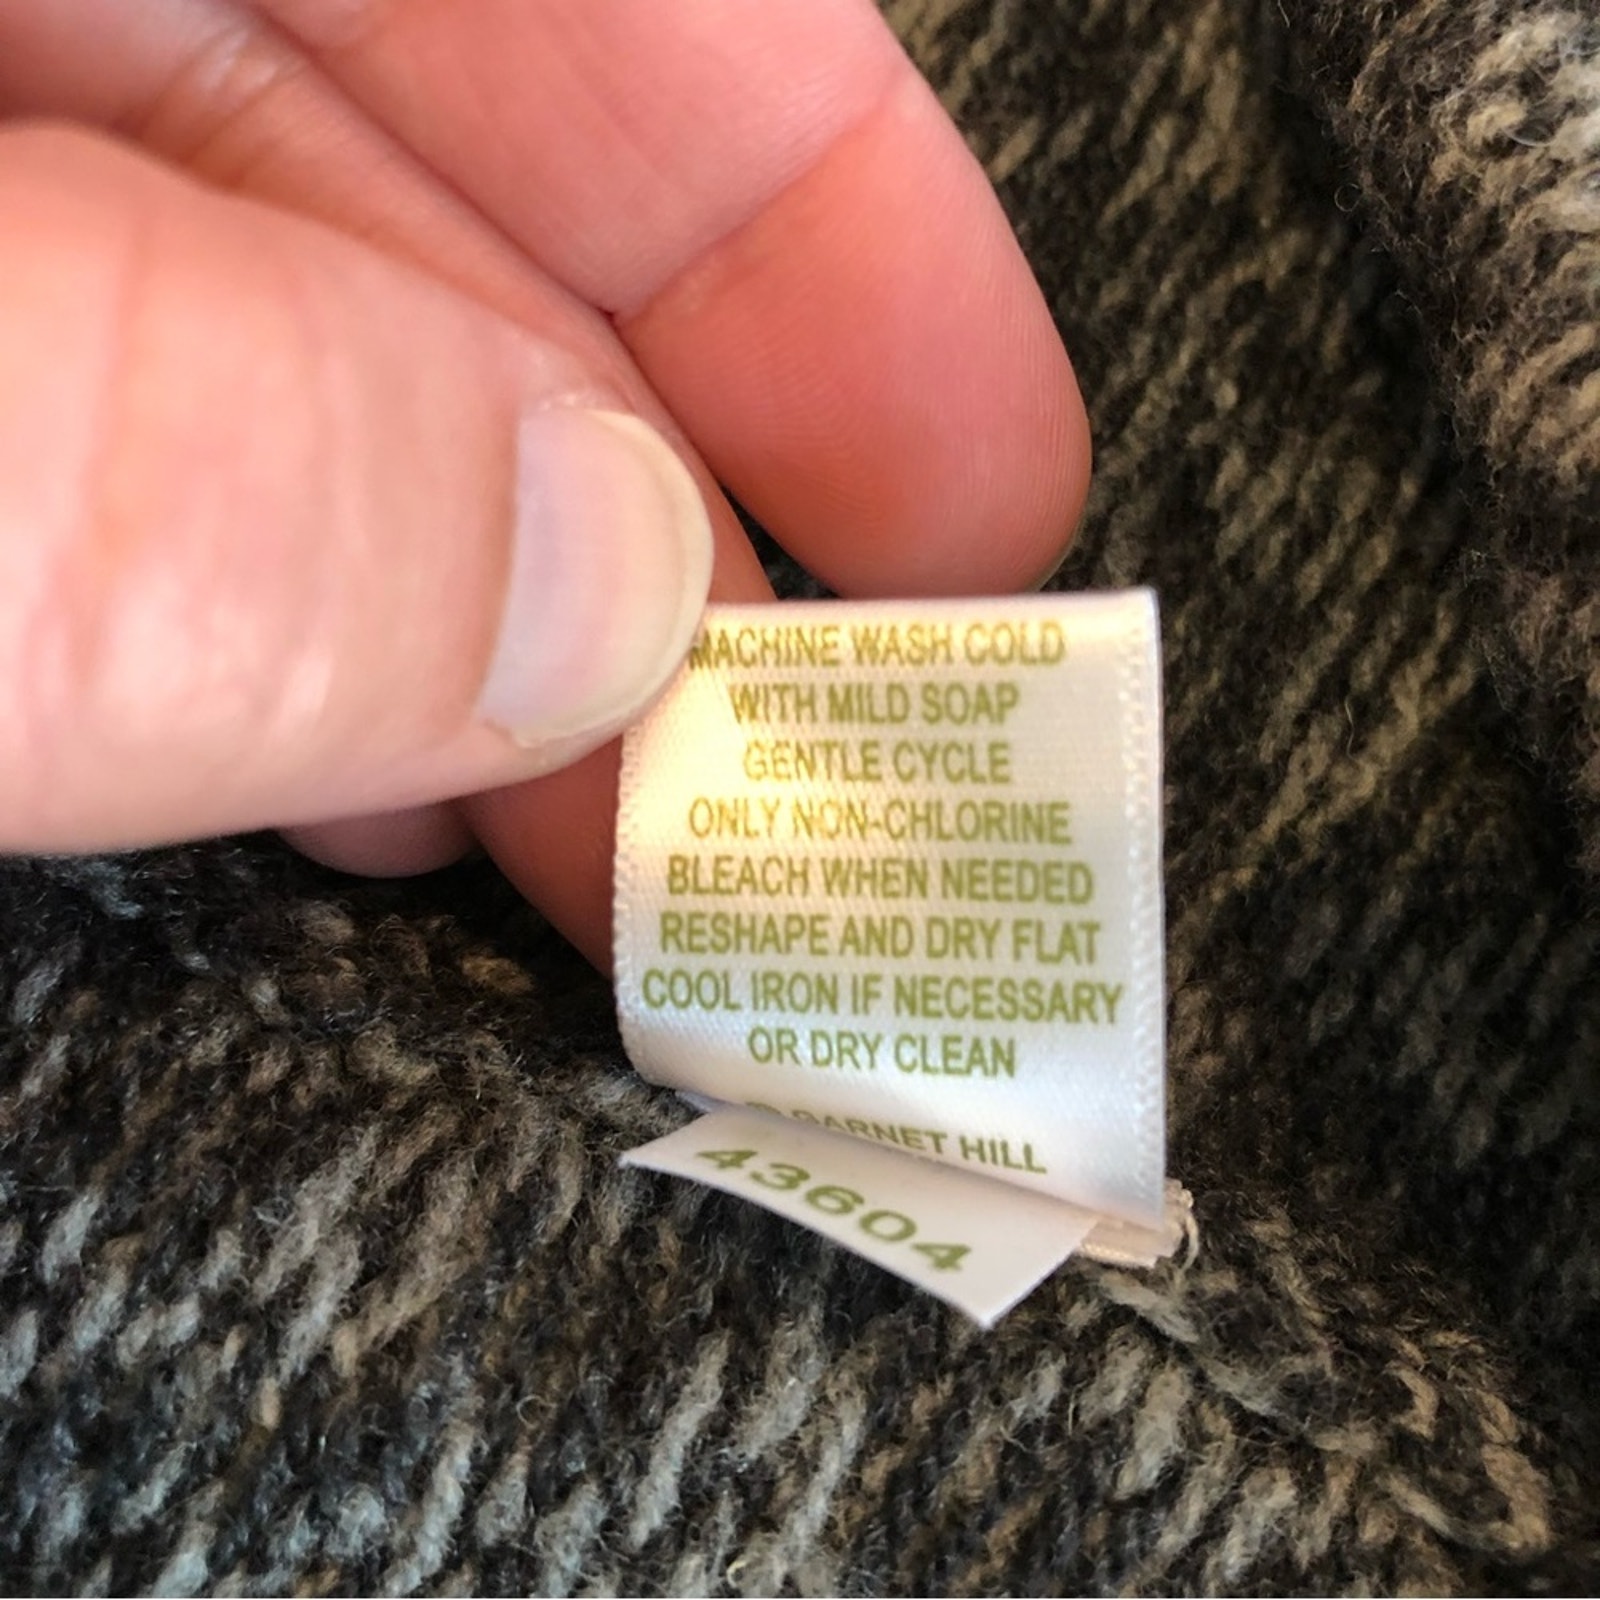 MACHINE WASH COLD
WITH MILD SOAP
GENTLE CYCLE
ONLY NON-CHLORINE
BLEACH WHEN NEEDED
RESHAPE AND DRY FLAT
COOL IRON IF NECESSARY
OR DRY CLEAN
GARNET HILL
43604